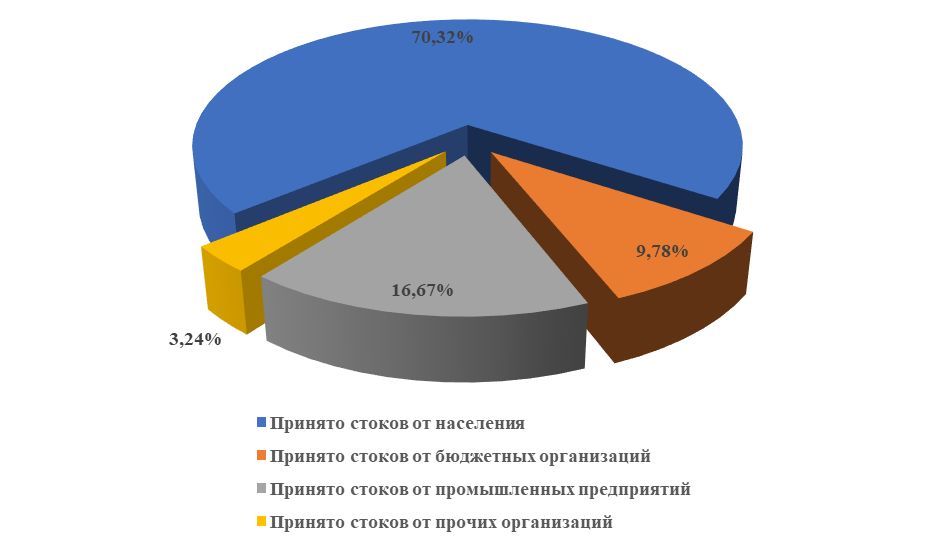 70,32%
9,78%
16,67%
3,24%
Принято стоков от населения
Принято стоков от бюджетных организаций
Принято стоков от промышленных предприятий
Принято стоков от прочих организаций